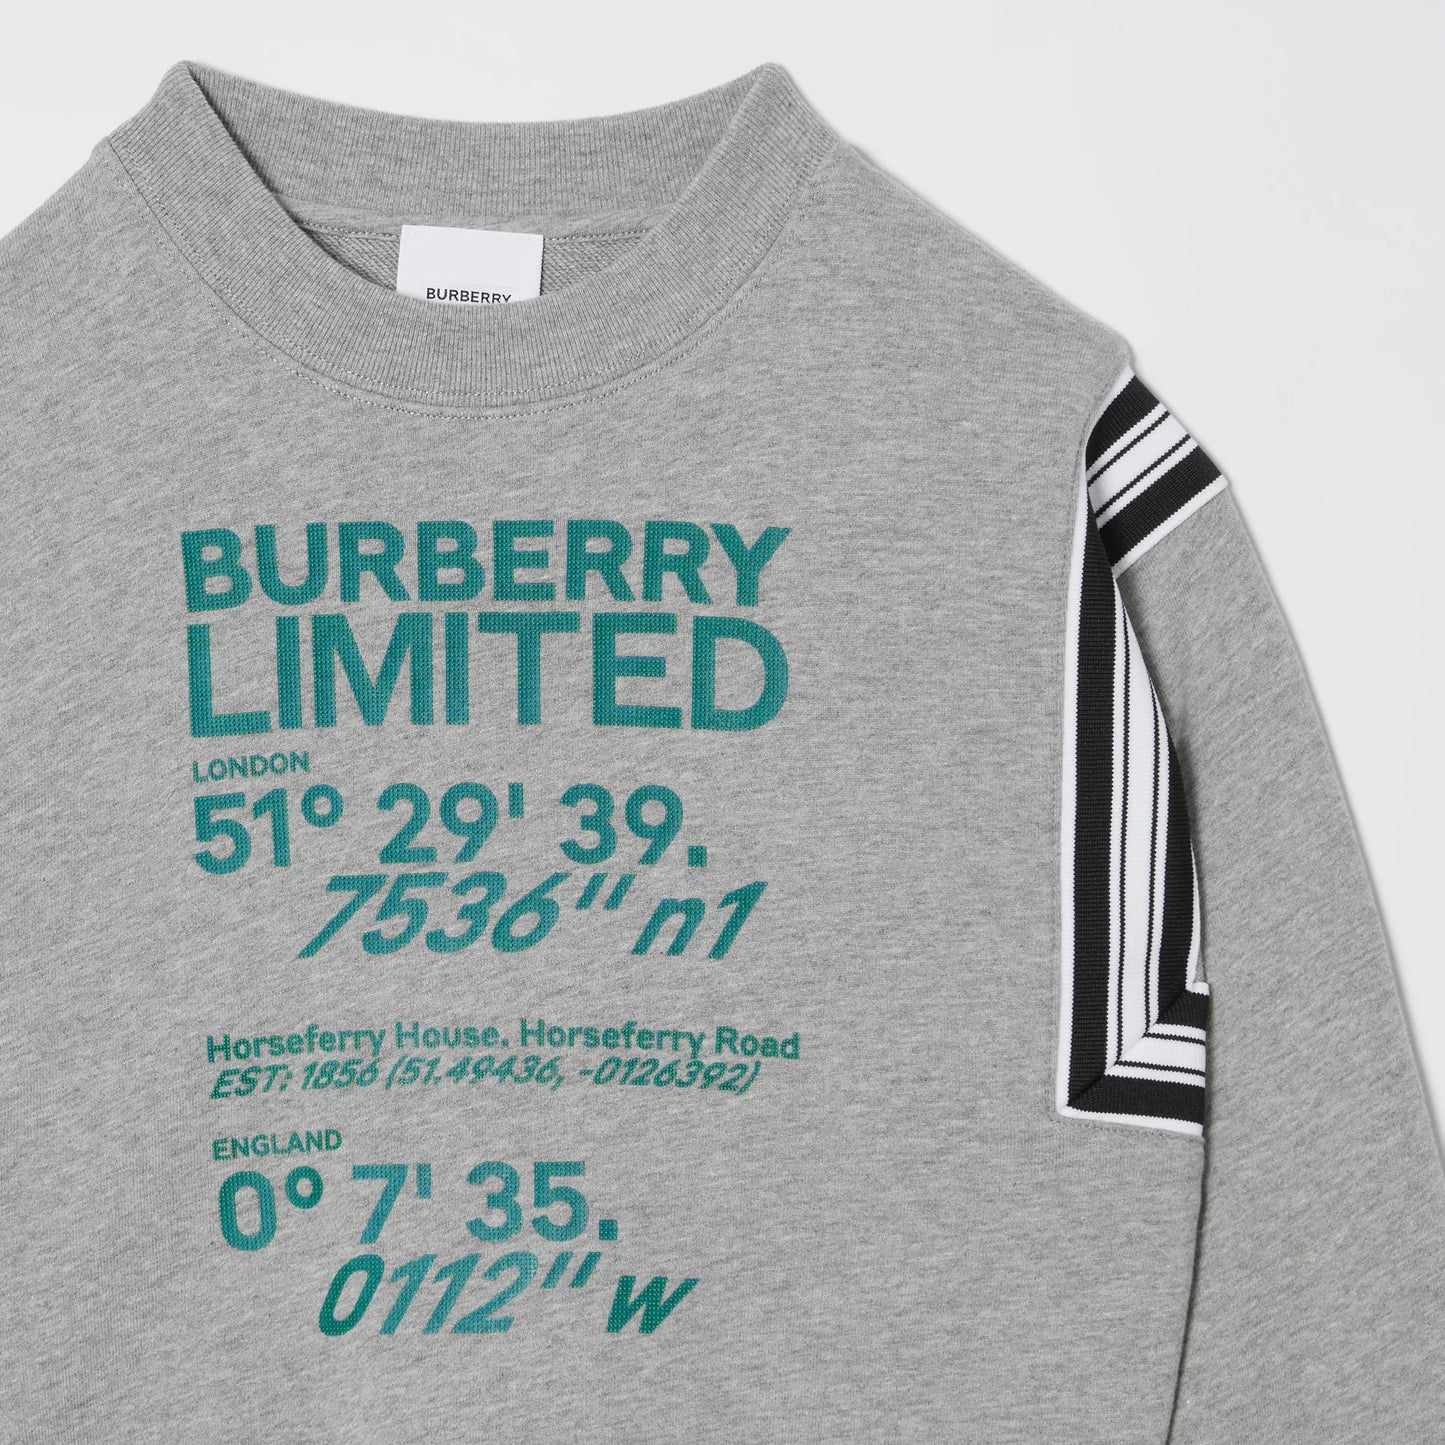 BURBERRY
BURBERRY
LIMITED
LONDON
51° 29' 39.
7536" n1
Horseferry House. Horseferry Road
EST: 1856 (51.49436, -0126392)
ENGLAND
0° 7' 35.
0112" w